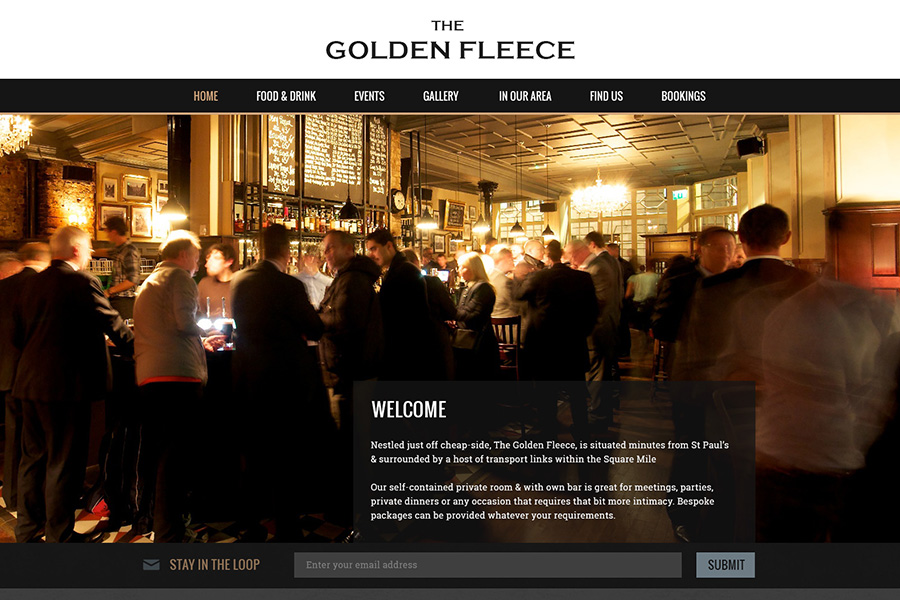 THE
GOLDEN FLEECE
HOME FOOD & DRINK EVENTS GALLERY IN OUR AREA FIND US BOOKINGS
WELCOME
Nestled just off cheap-side, The Golden Fleece, is situated minutes from St Paul's
& surrounded by a host of transport links within the Square Mile
Our self-contained private room & with own bar is great for meetings, parties,
private dinners or any occasion that requires that bit more intimacy. Bespoke
packages can be provided whatever your requirements.
STAY IN THE LOOP Enter your email address SUBMIT